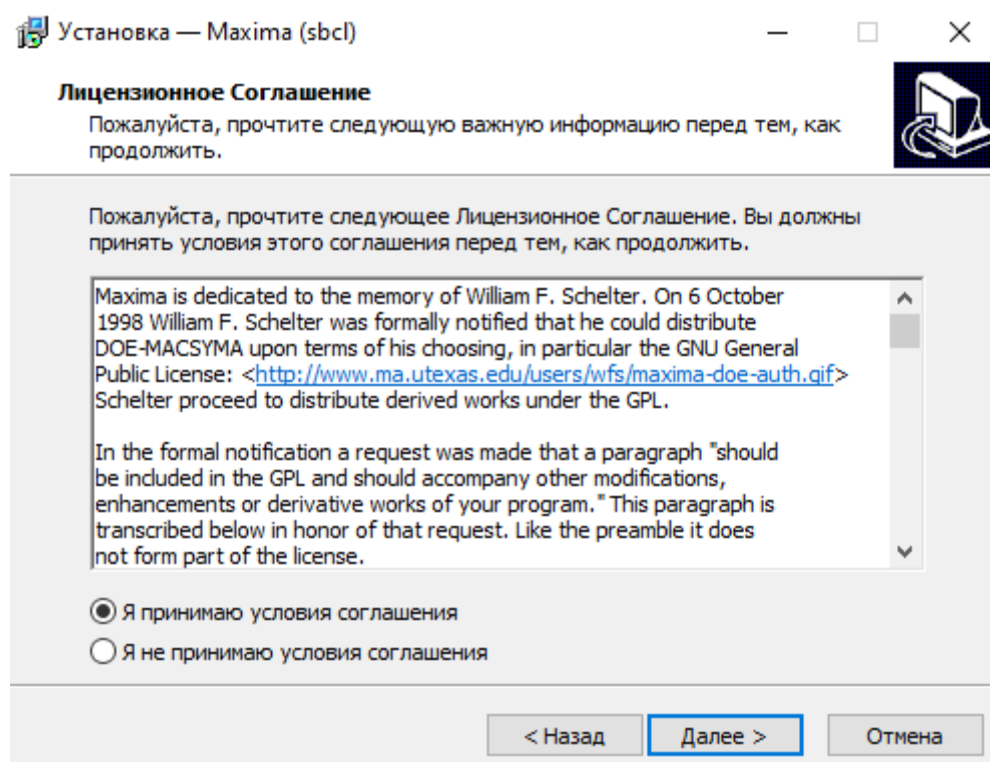 Установка — Maxima (sbcl)
Лицензионное Соглашение
Пожалуйста, прочтите следующую важную информацию перед тем, как
продолжить.
Пожалуйста, прочтите следующее Лицензионное Соглашение. Вы должны
принять условия этого соглашения перед тем, как продолжить.
Maxima is dedicated to the memory of William F. Schelter. On 6 October
1998 William F. Schelter was formally notified that he could distribute
DOE-MACSYMA upon terms of his choosing, in particular the GNU General
Public License: <http://www.ma.utexas.edu/users/wfs/maxima-doe-auth.gif>
Schelter proceed to distribute derived works under the GPL.
In the formal notification a request was made that a paragraph "should
be included in the GPL and should accompany other modifications,
enhancements or derivative works of your program." This paragraph is
transcribed below in honor of that request. Like the preamble it does
not form part of the license.
Я принимаю условия соглашения
Я не принимаю условия соглашения
< Назад
Далее >
Отмена